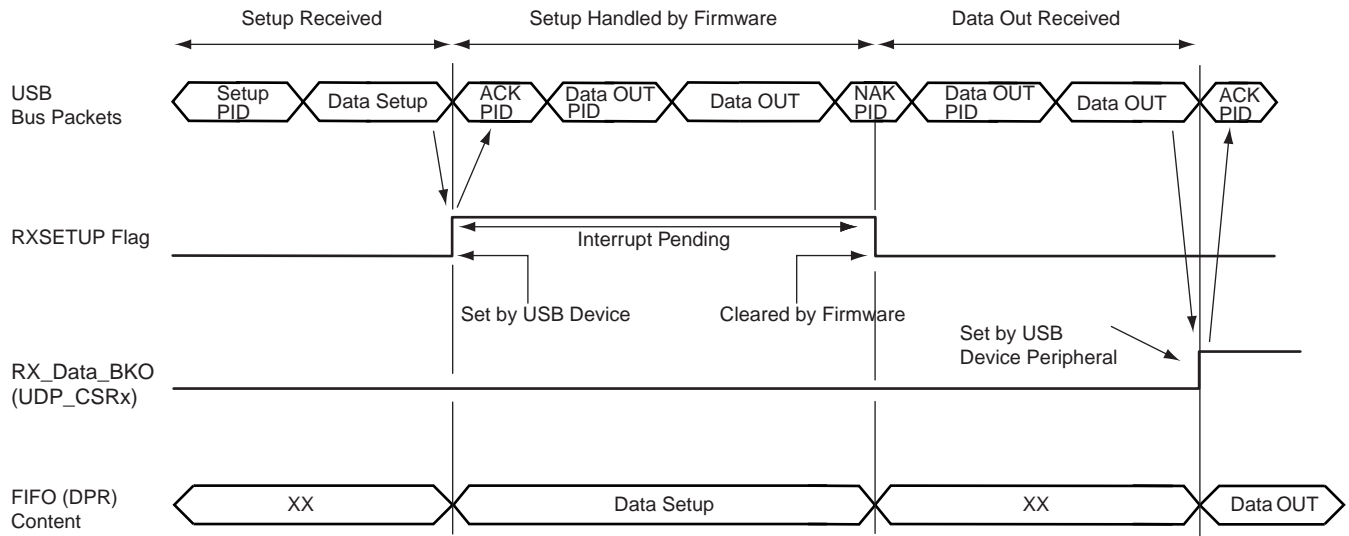 Setup Received
Setup Handled by Firmware
Data Out Received
USB
Bus Packets
Setup
PID
Data Setup
ACK
PID
Data OUT
PID
Data OUT
NAK
PID
Data OUT
PID
Data OUT
ACK
PID
RXSETUP Flag
Interrupt Pending
Set by USB Device
Cleared by Firmware
Set by USB
Device Peripheral
RX_Data_BKO
(UDP_CSRx)
FIFO (DPR)
Content
XX
Data Setup
XX
Data OUT